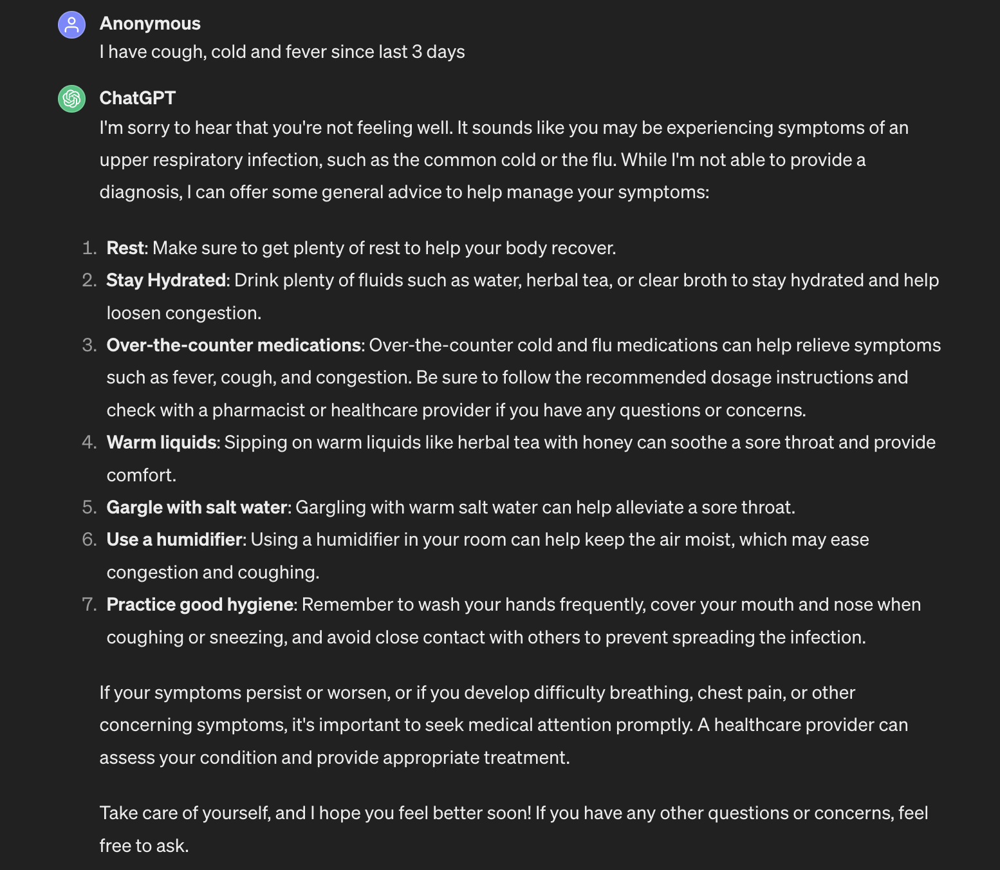 Anonymous
I have cough, cold and fever since last 3 days
ChatGPT
I'm sorry to hear that you're not feeling well. It sounds like you may be experiencing symptoms of an
upper respiratory infection, such as the common cold or the flu. While I'm not able to provide a
diagnosis, I can offer some general advice to help manage your symptoms:
1. Rest: Make sure to get plenty of rest to help your body recover.
2. Stay Hydrated: Drink plenty of fluids such as water, herbal tea, or clear broth to stay hydrated and help
loosen congestion.
3. Over-the-counter medications: Over-the-counter cold and flu medications can help relieve symptoms
such as fever, cough, and congestion. Be sure to follow the recommended dosage instructions and
check with a pharmacist or healthcare provider if you have any questions or concerns.
4. Warm liquids: Sipping on warm liquids like herbal tea with honey can soothe a sore throat and provide
comfort.
5. Gargle with salt water: Gargling with warm salt water can help alleviate a sore throat.
6. Use a humidifier: Using a humidifier in your room can help keep the air moist, which may ease
congestion and coughing.
7. Practice good hygiene: Remember to wash your hands frequently, cover your mouth and nose when
coughing or sneezing, and avoid close contact with others to prevent spreading the infection.
If your symptoms persist or worsen, or if you develop difficulty breathing, chest pain, or other
concerning symptoms, it's important to seek medical attention promptly. A healthcare provider can
assess your condition and provide appropriate treatment.
Take care of yourself, and I hope you feel better soon! If you have any other questions or concerns, feel
free to ask.